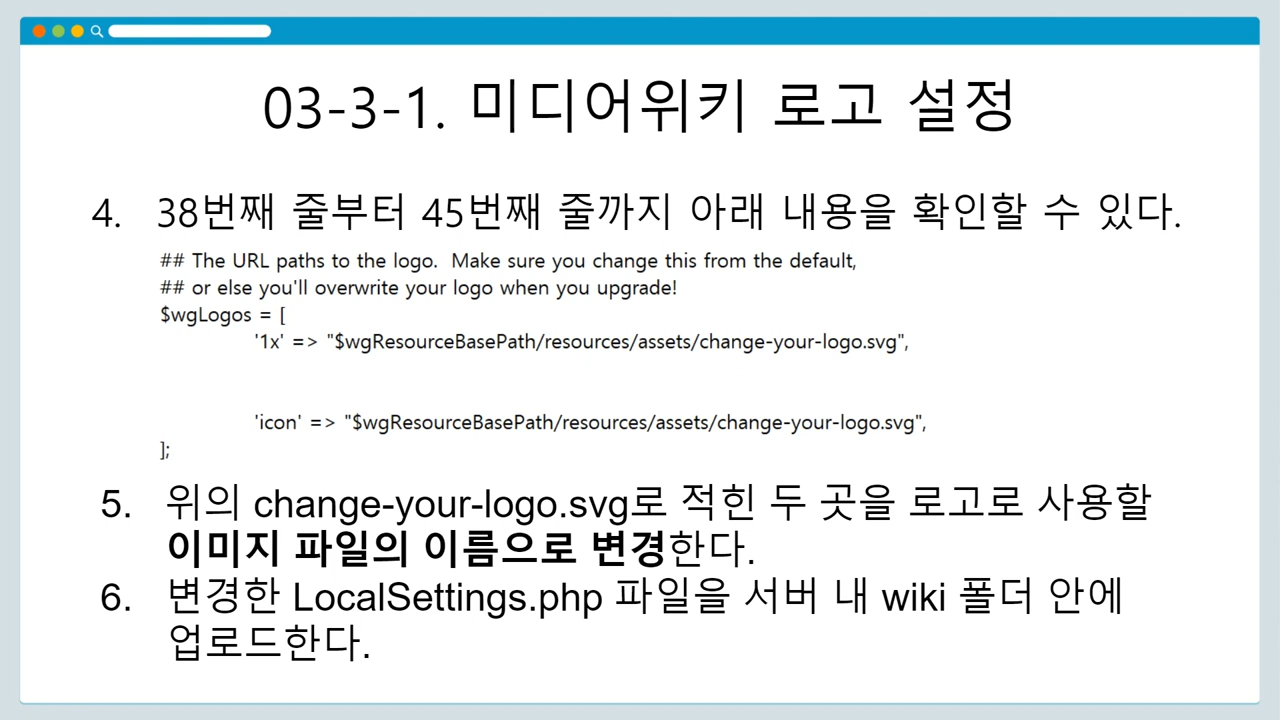 03-3-1. 미디어위키 로고 설정
4. 38번째 줄부터 45번째 줄까지 아래 내용을 확인할 수 있다.
## The URL paths to the logo.  Make sure you change this from the default,
## or else you'll overwrite your logo when you upgrade!
$wgLogos = [
'1x' => "$wgResourceBasePath/resources/assets/change-your-logo.svg",
'icon' => "$wgResourceBasePath/resources/assets/change-your-logo.svg",
];
5. 위의 change-your-logo.svg로 적힌 두 곳을 로고로 사용할
이미지 파일의 이름으로 변경한다.
6. 변경한 LocalSettings.php 파일을 서버 내 wiki 폴더 안에
업로드한다.